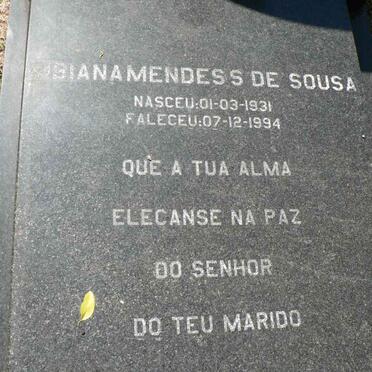 MENDES S DE SOUSA
NASCEU:01-03-1931
FALECEU:07-12-1994
QUE A TUA ALMA
ELECANSE NA PAZ
DO SENHOR
DO TEU MARIDO